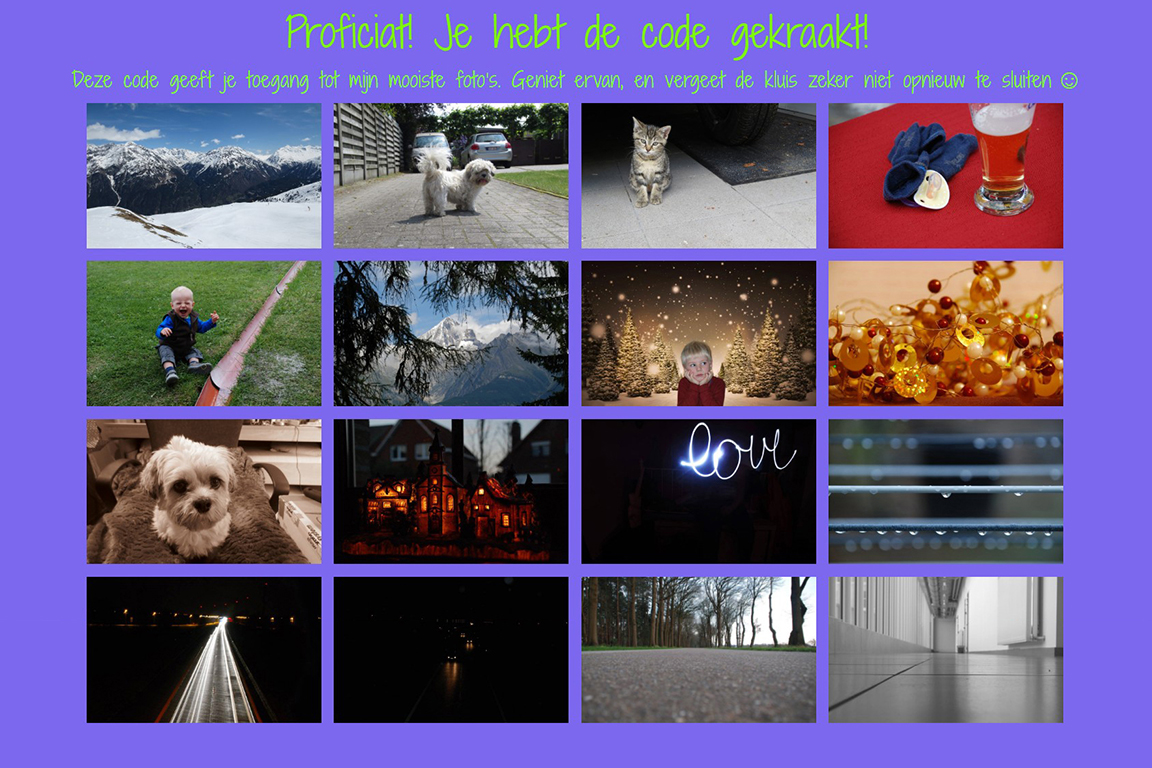 Proficiat! Je hebt de code gekraakt!
Deze code geeft je toegang tot mijn mooiste foto's. Geniet ervan, en vergeet de kluis zeker niet opnieuw te sluiten ☺
love